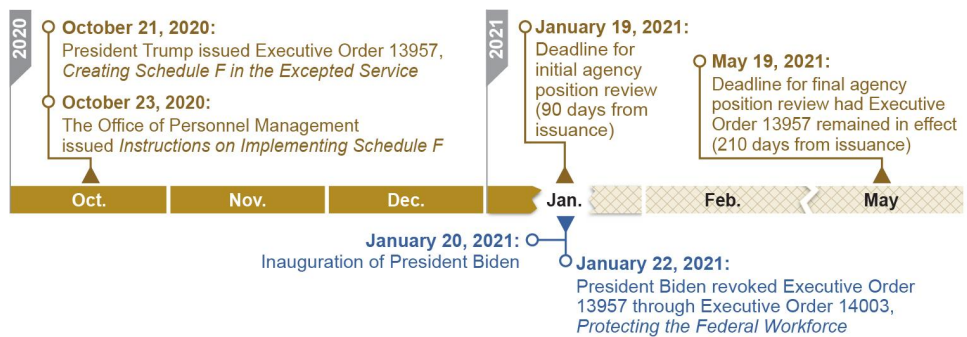 2020
October 21, 2020:
President Trump issued Executive Order 13957,
Creating Schedule F in the Excepted Service
October 23, 2020:
The Office of Personnel Management
issued Instructions on Implementing Schedule F
2021
January 19, 2021:
Deadline for
initial agency
position review
(90 days from
issuance)
May 19, 2021:
Deadline for final agency
position review had Executive
Order 13957 remained in effect
(210 days from issuance)
Oct.
Nov.
Dec.
Jan.
Feb.
May
January 20, 2021:
Inauguration of President Biden
January 22, 2021:
President Biden revoked Executive Order
13957 through Executive Order 14003,
Protecting the Federal Workforce